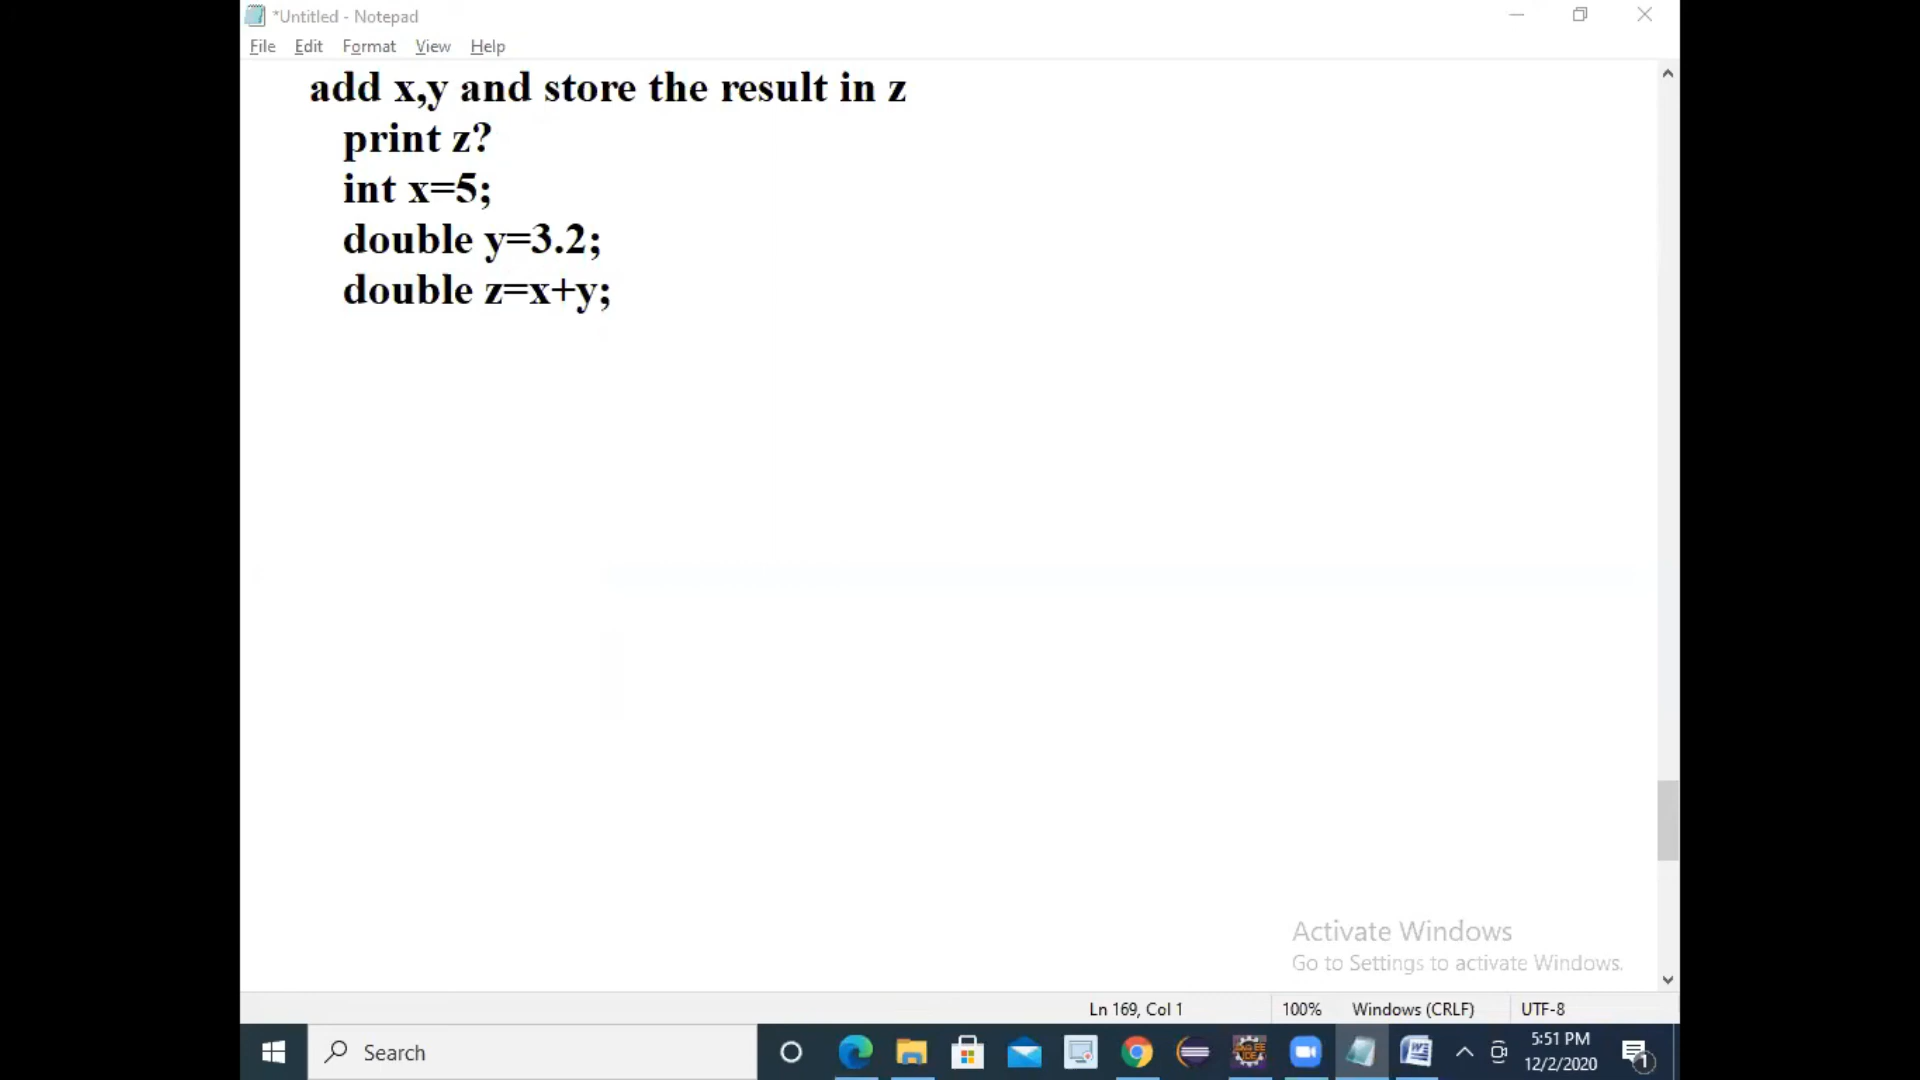 *Untitled - Notepad
File Edit Format View Help
add x,y and store the result in z
print z?
int x=5;
double y=3.2;
double z=x+y;
Activate Windows
Go to Settings to activate Windows.
Ln 169, Col 1 100% Windows (CRLF) UTF-8
Search
5:51 PM
12/2/2020
1